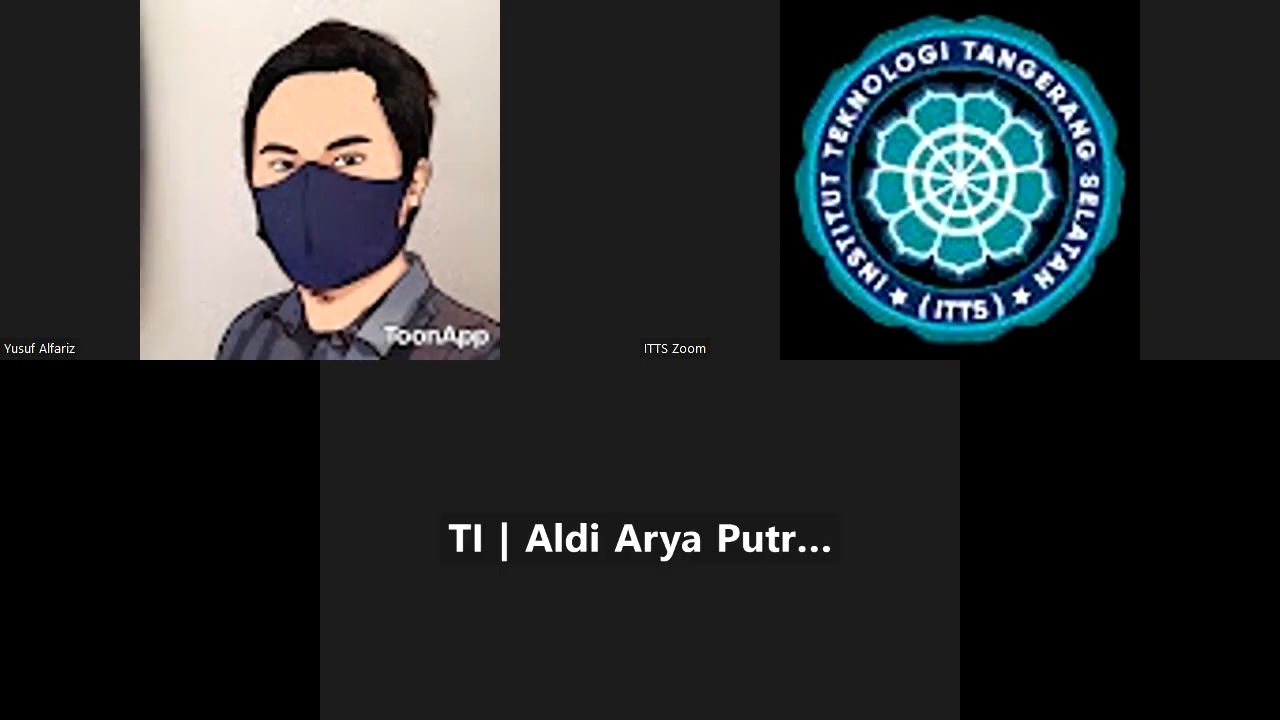 ToonApp
Yusuf Alfariz
INSTITUT TEKNOLOGI TANGERANG SELATAN
★ ( ITTS ) ★
ITTS Zoom
TI | Aldi Arya Putr...